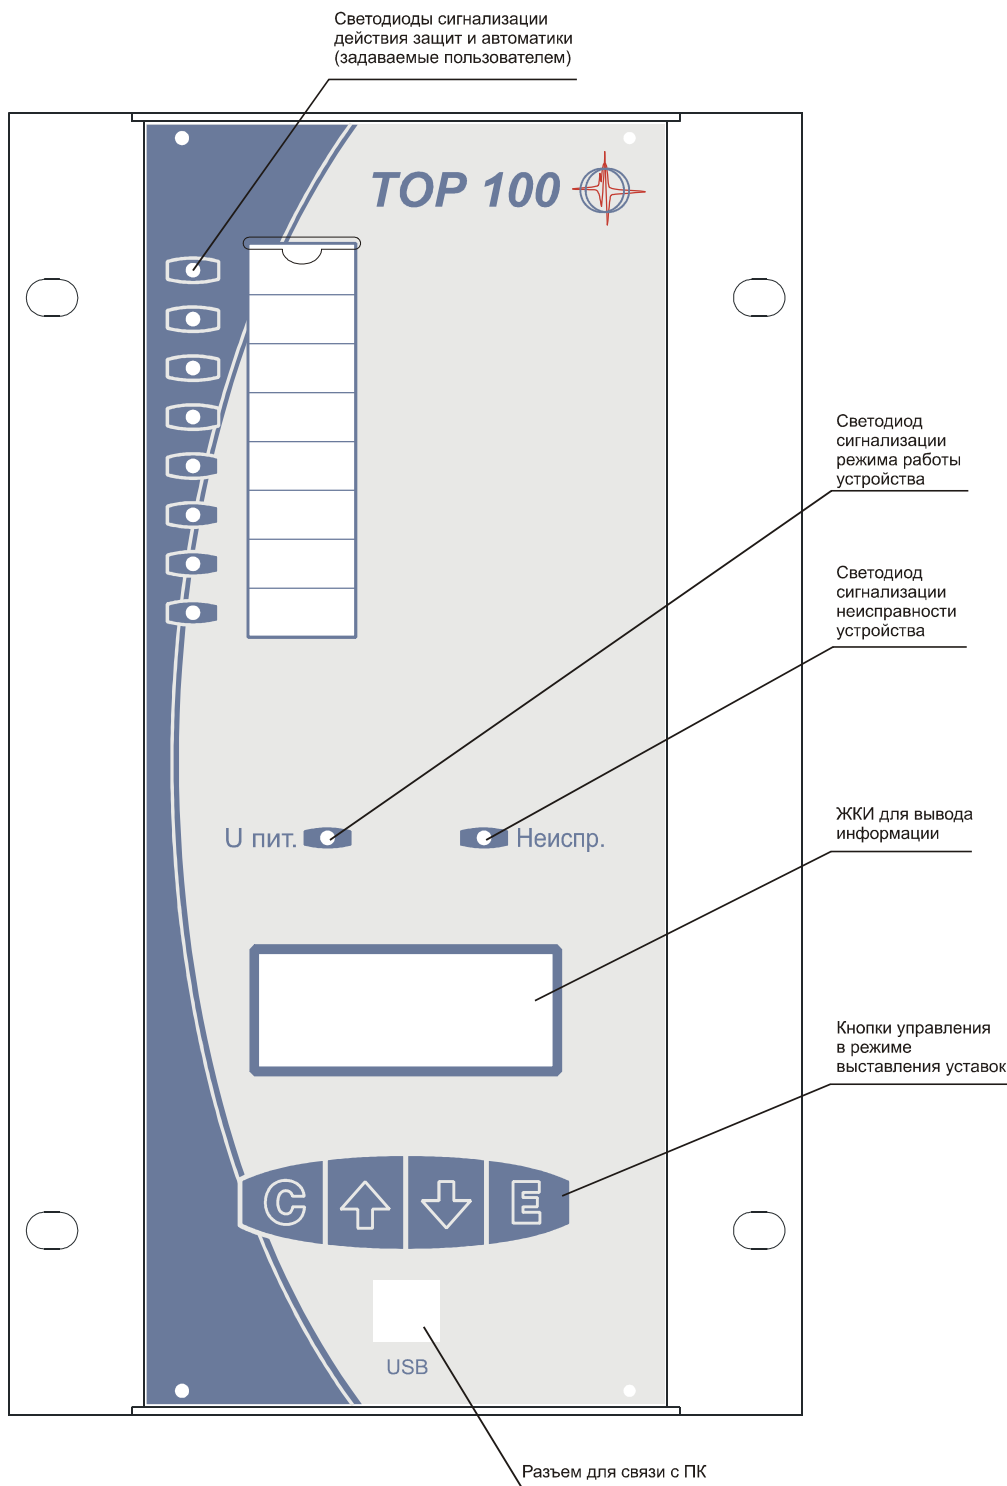 Светодиоды сигнализации
действия защит и автоматики
(задаваемые пользователем)
ТОР 100
Светодиод
сигнализации
режима работы
устройства
Светодиод
сигнализации
неисправности
устройства
U пит.
Неиспр.
ЖКИ для вывода
информации
Кнопки управления
в режиме
выставления уставок
C
E
USB
Разъем для связи с ПК